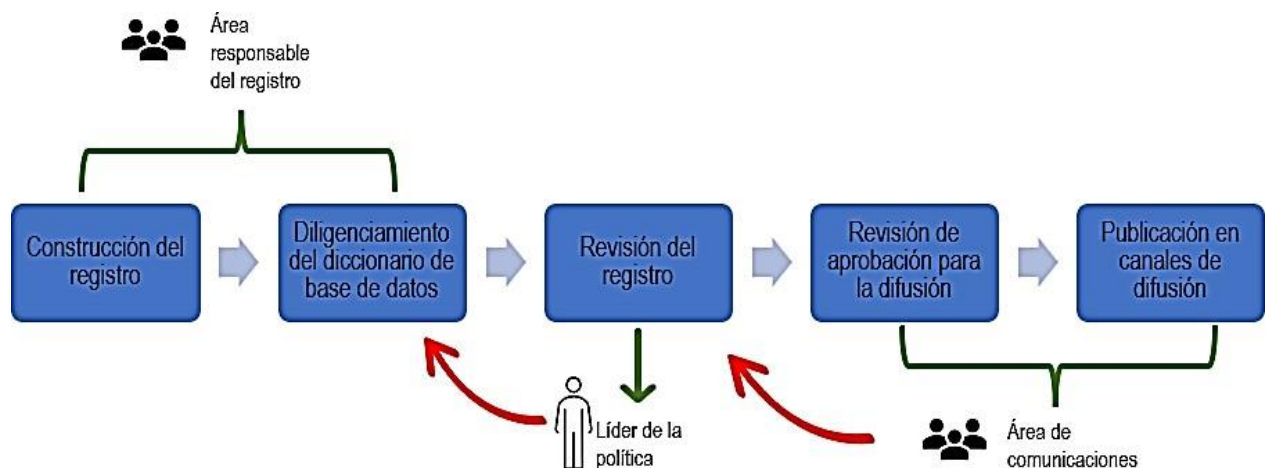 Área
responsable
del registro
Construcción del
registro
Diligenciamiento
del diccionario de
base de datos
Revisión del
registro
Revisión de
aprobación para
la difusión
Publicación en
canales de
difusión
Líder de la
política
Área de
comunicaciones